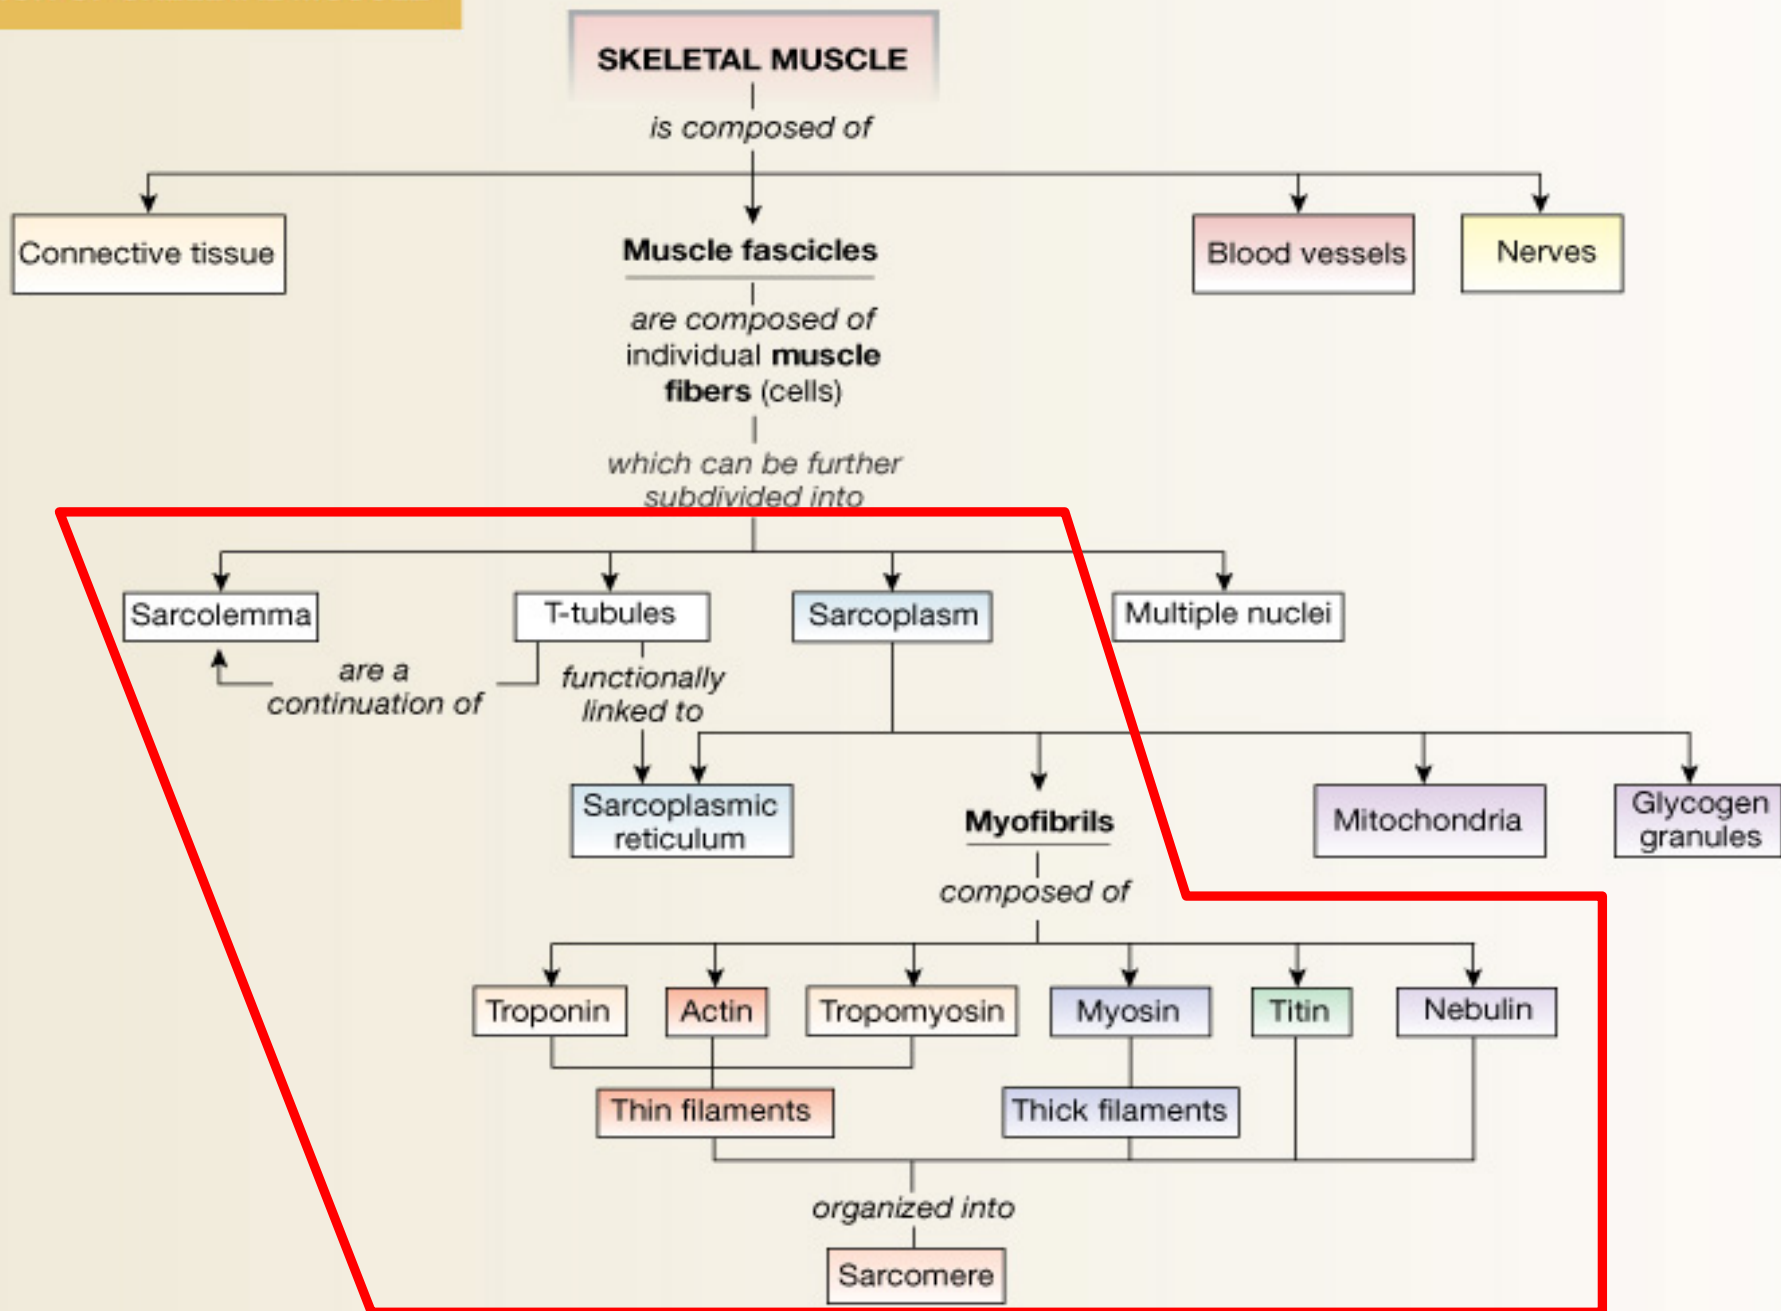 SKELETAL MUSCLE
is composed of
Connective tissue
Muscle fascicles
Blood vessels
Nerves
are composed of
individual muscle
fibers (cells)
which can be further
subdivided into
Sarcolemma
T-tubules
Sarcoplasm
Multiple nuclei
are a
continuation of
functionally
linked to
Sarcoplasmic
reticulum
Myofibrils
Mitochondria
Glycogen
granules
composed of
Troponin
Actin
Tropomyosin
Myosin
Titin
Nebulin
Thin filaments
Thick filaments
organized into
Sarcomere